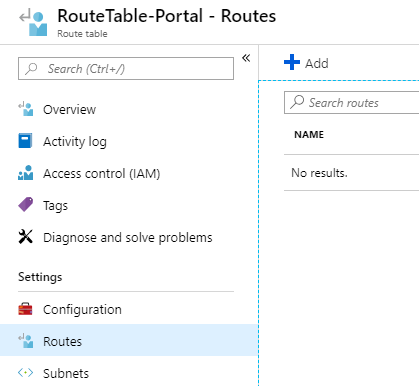 RouteTable-Portal - Routes
Route table
Search (Ctrl+/)
«
Add
Overview
Activity log
Access control (IAM)
Tags
Diagnose and solve problems
Settings
Configuration
Routes
Subnets
Search routes
NAME
No results.